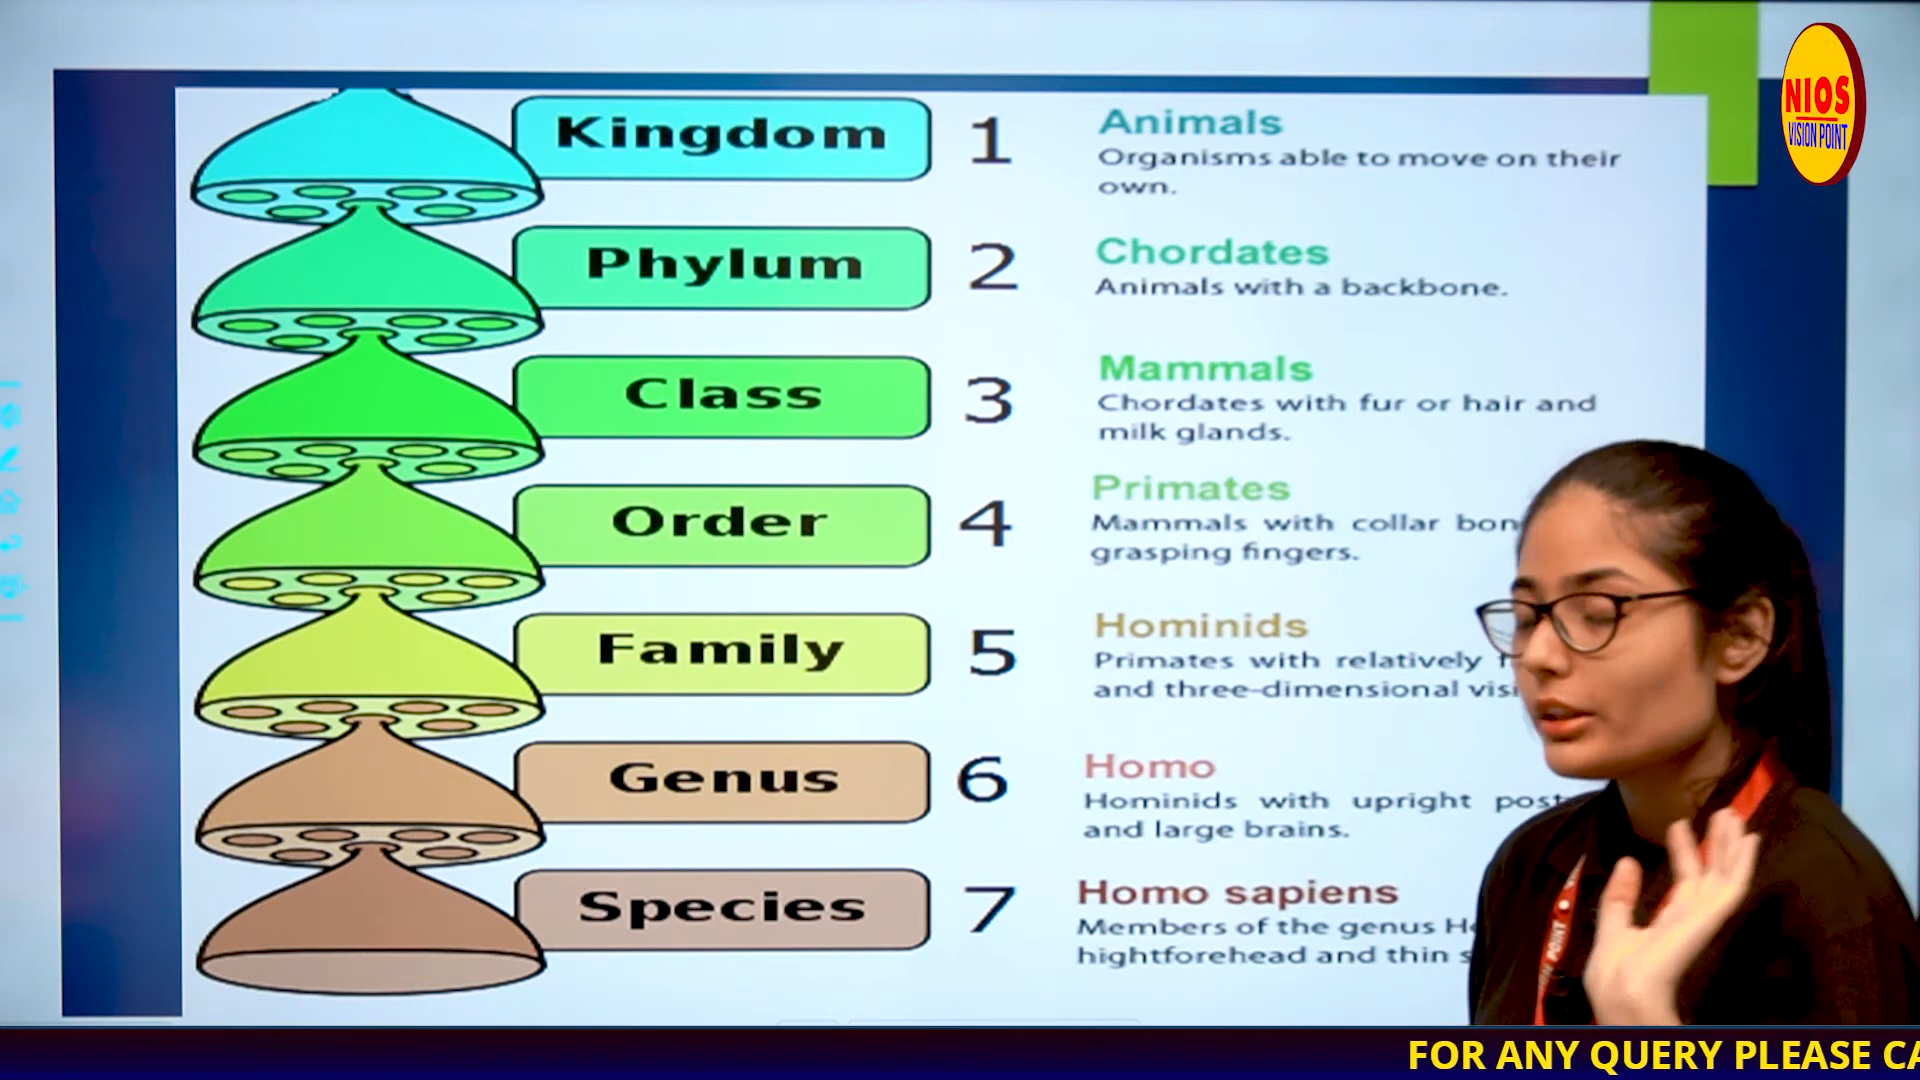 Kingdom 1 Animals
Organisms able to move on their
own.
Phylum 2 Chordates
Animals with a backbone.
Class 3 Mammals
Chordates with fur or hair and
milk glands.
Order 4 Primates
Mammals with collar
grasping fingers.
Family 5 Hominids
Primates with relatively
and three-dimensional
Genus 6 Homo
Hominids with upright
and large brains.
Species 7 Homo sapiens
Members of the genus
hightforehead and thin
NIOS
VISION POINT
POINT
FOR ANY QUERY PLEASE